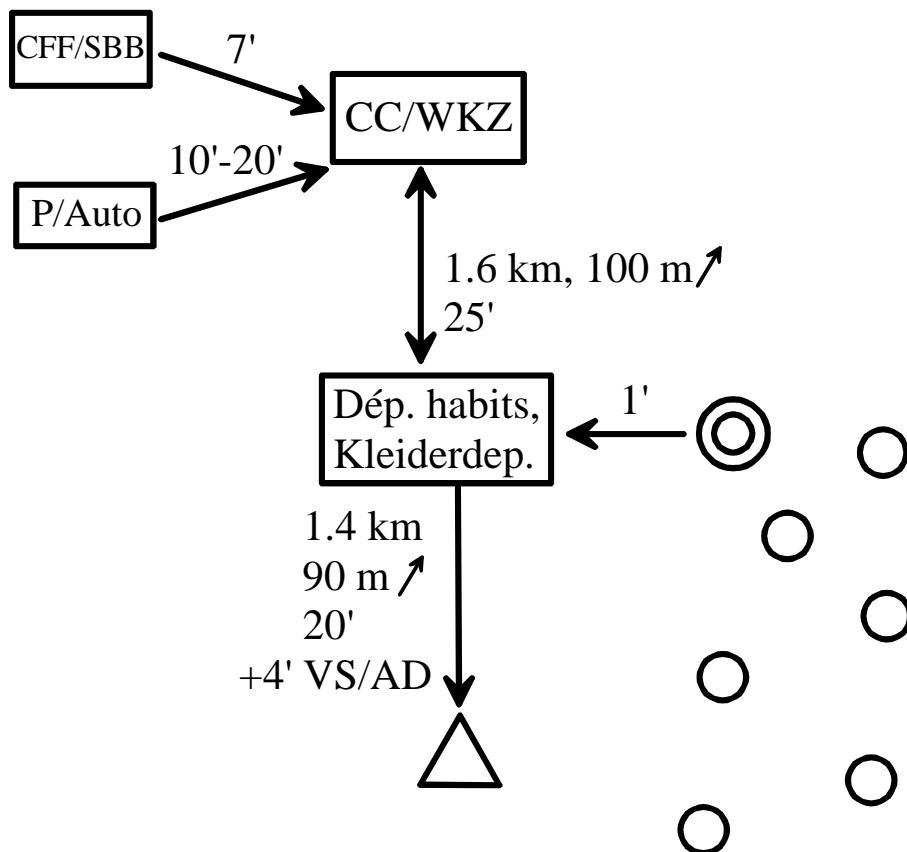 CFF/SBB
7'
CC/WKZ
10'-20'
P/Auto
1.6 km, 100 m
25'
Dép. habits,
Kleiderdep.
1'
1.4 km
90 m
20'
+4' VS/AD